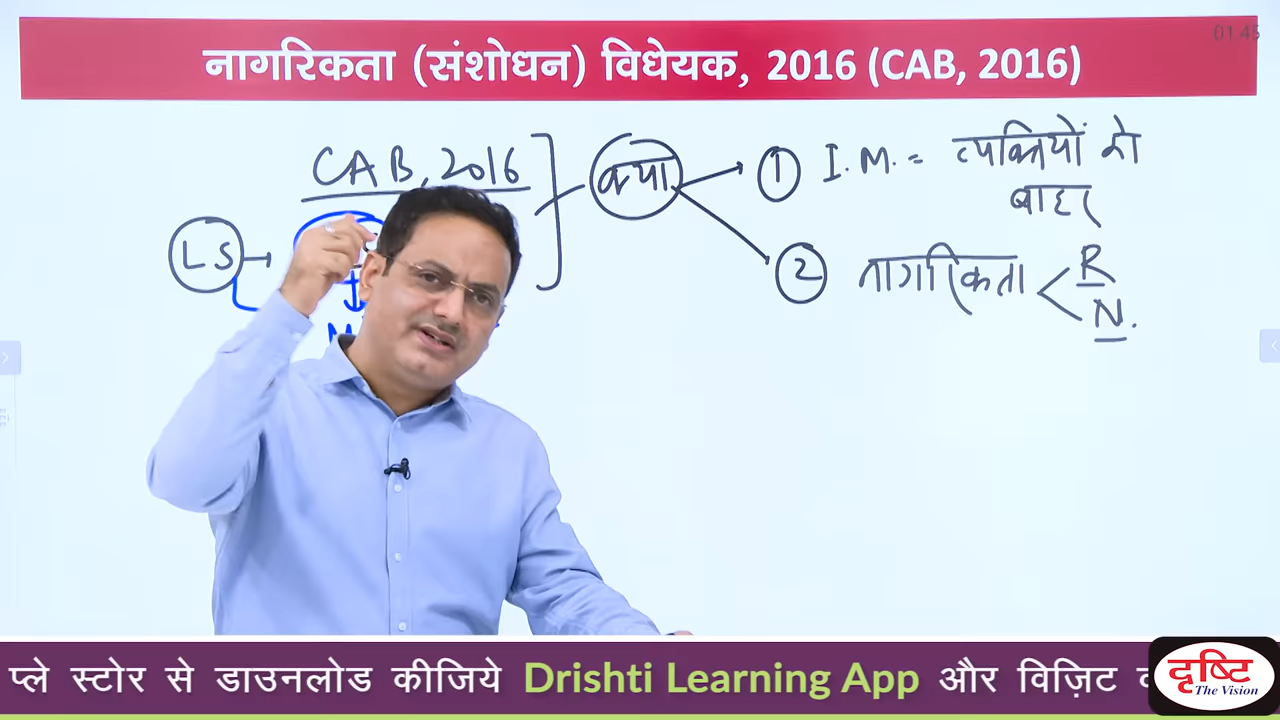 01:45
नागरिकता (संशोधन) विधेयक, 2016 (CAB, 2016)
CAB, 2016
LS
क्या
1 I.M. = व्यक्तियों को
बाहर
2 नागरिकता R
N.
प्ले स्टोर से डाउनलोड कीजिये Drishti Learning App और विज़िट
दृष्टि
The Vision